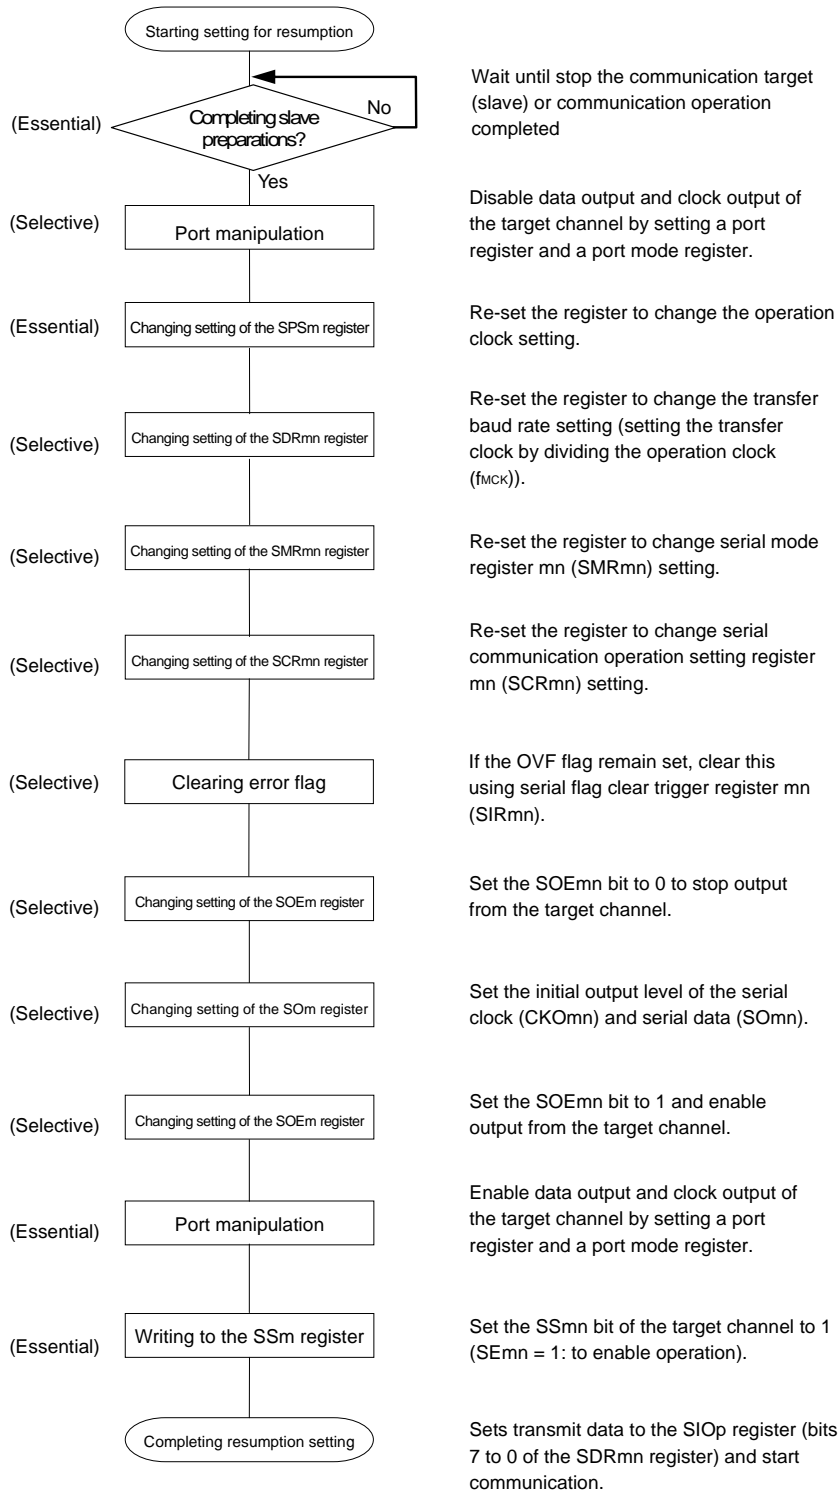 Starting setting for resumption
Wait until stop the communication target
(slave) or communication operation
completed
(Essential)
Completing slave
preparations?
No
Yes
Disable data output and clock output of
the target channel by setting a port
register and a port mode register.
(Selective)
Port manipulation
Re-set the register to change the operation
clock setting.
(Essential)
Changing setting of the SPSm register
Re-set the register to change the transfer
baud rate setting (setting the transfer
clock by dividing the operation clock
(fMCK)).
(Selective)
Changing setting of the SDRmn register
Re-set the register to change serial mode
register mn (SMRmn) setting.
(Selective)
Changing setting of the SMRmn register
Re-set the register to change serial
communication operation setting register
mn (SCRmn) setting.
(Selective)
Changing setting of the SCRmn register
If the OVF flag remain set, clear this
using serial flag clear trigger register mn
(SIRmn).
(Selective)
Clearing error flag
Set the SOEmn bit to 0 to stop output
from the target channel.
(Selective)
Changing setting of the SOEm register
Set the initial output level of the serial
clock (CKOmn) and serial data (SOmn).
(Selective)
Changing setting of the SOm register
Set the SOEmn bit to 1 and enable
output from the target channel.
(Selective)
Changing setting of the SOEm register
Enable data output and clock output of
the target channel by setting a port
register and a port mode register.
(Essential)
Port manipulation
Set the SSmn bit of the target channel to 1
(SEmn = 1: to enable operation).
(Essential)
Writing to the SSm register
Completing resumption setting
Sets transmit data to the SIOp register (bits
7 to 0 of the SDRmn register) and start
communication.